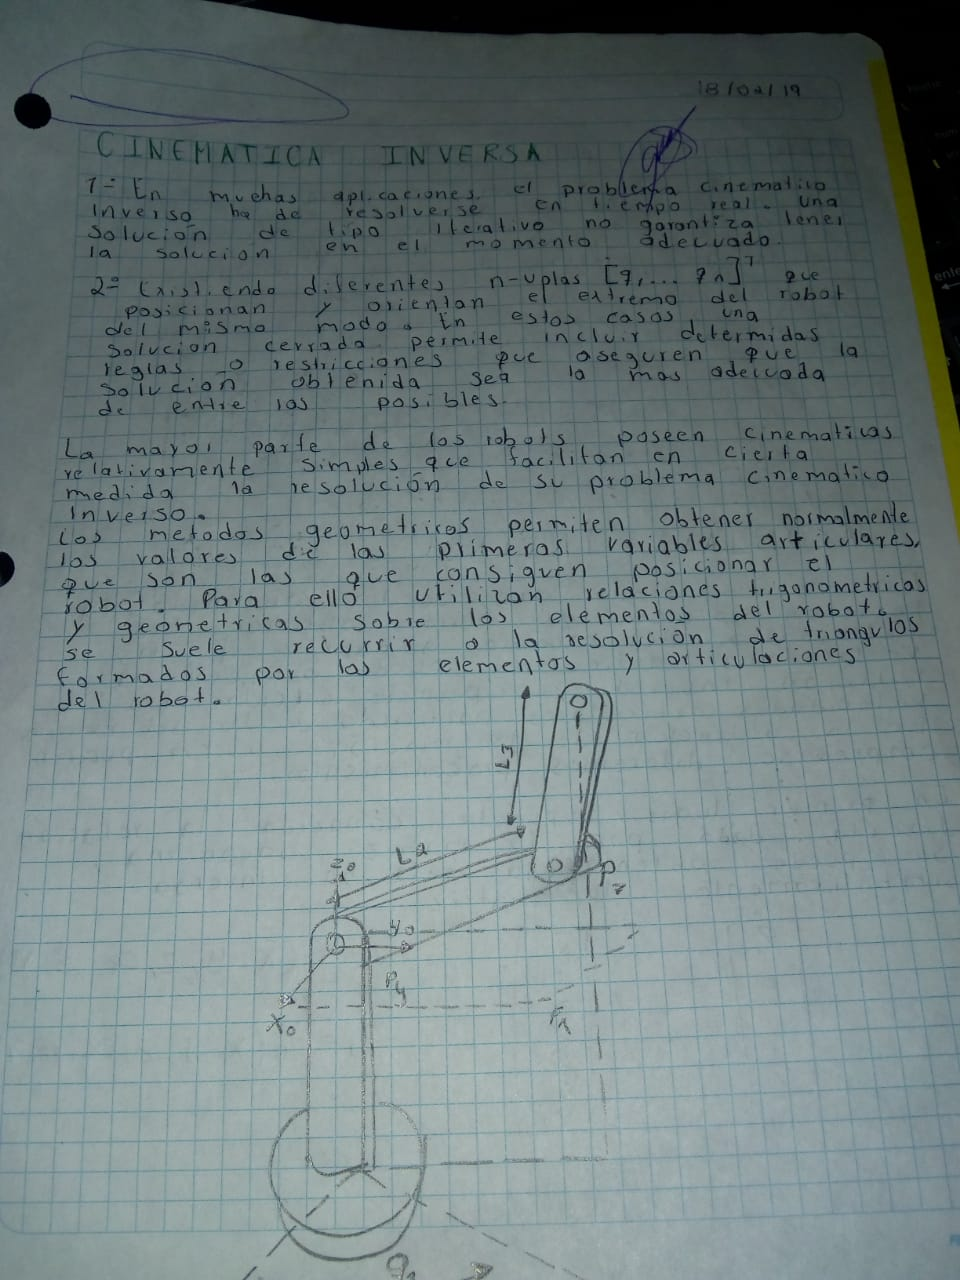 18/02/19
CINEMATICA INVERSA
1= En muchas aplicaciones. el problema cinematico
Inverso ha de resolverse en tiempo real. una
Solución de tipo iterativo no garantiza tener
la solucion en el momento adecuado.
2= Existiendo diferentes n-uplas [q1,... qn]T que
posicionan y orientan el extremo del robot
del mismo modo. En estos casos una
solucion cerrada permite incluir determidas
reglas o restricciones que aseguren que la
solucion obtenida sea la mas adecuada
de entre las posibles.
La mayor parte de los robots poseen cinematicas
relativamente simples que facilitan en cierta
medida la resolución de su problema cinematico
Inverso.
Los metodos geometricos permiten obtener normalmente
los valores de las primeras variables articulares,
que son las que consiguen posicionar el
robot. Para ello utilizan relaciones trigonometricas
y geometricas sobre los elementos del robot.
se suele recurrir a la resolucion de triangulos
formados por las elementos y articulaciones
del robot.
L3
L2
Z0
Pz
Y0
Py
X0
q1